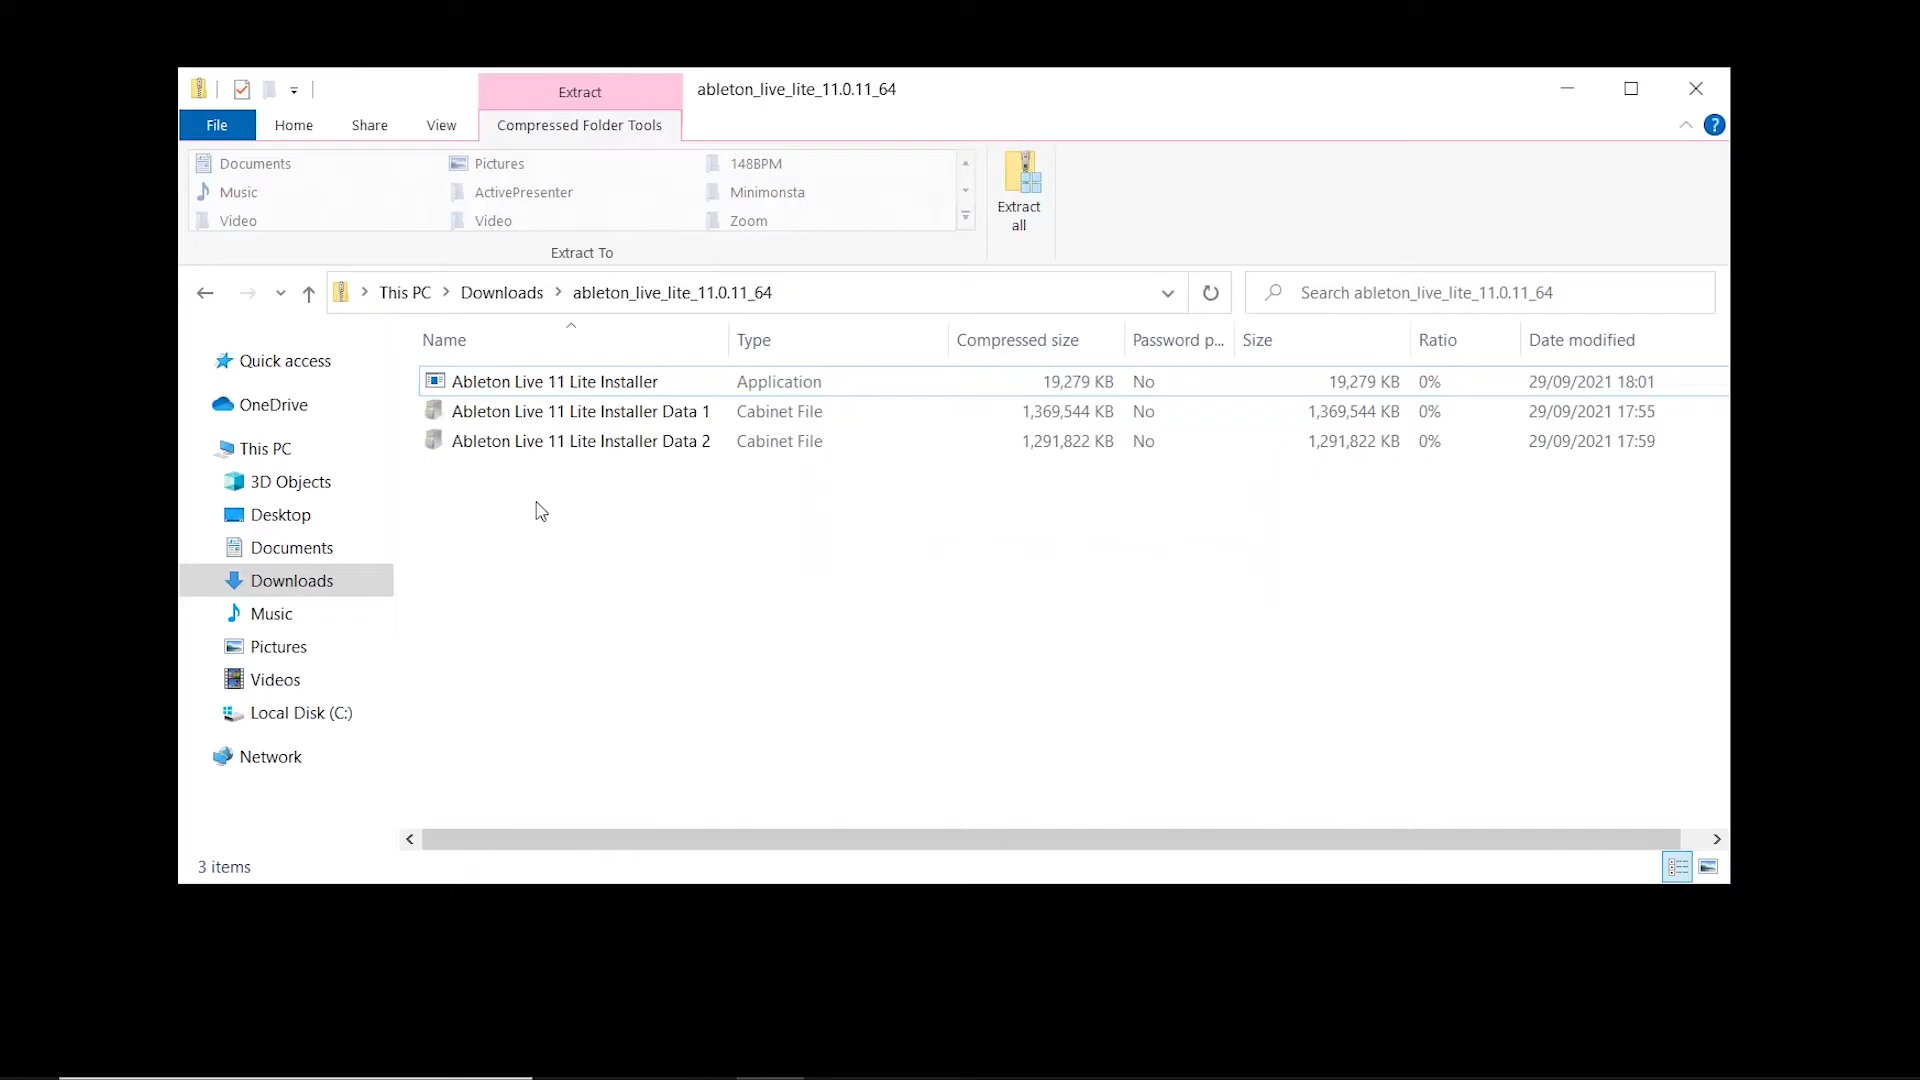 Extract
ableton_live_lite_11.0.11_64
File
Home
Share
View
Compressed Folder Tools
?
Documents
Pictures
148BPM
Music
ActivePresenter
Minimonsta
Video
Video
Zoom
Extract all
Extract To
This PC > Downloads > ableton_live_lite_11.0.11_64
Search ableton_live_lite_11.0.11_64
Name Type Compressed size Password p... Size Ratio Date modified
Ableton Live 11 Lite Installer Application 19,279 KB No 19,279 KB 0% 29/09/2021 18:01
Ableton Live 11 Lite Installer Data 1 Cabinet File 1,369,544 KB No 1,369,544 KB 0% 29/09/2021 17:55
Ableton Live 11 Lite Installer Data 2 Cabinet File 1,291,822 KB No 1,291,822 KB 0% 29/09/2021 17:59
Quick access
OneDrive
This PC
3D Objects
Desktop
Documents
Downloads
Music
Pictures
Videos
Local Disk (C:)
Network
3 items